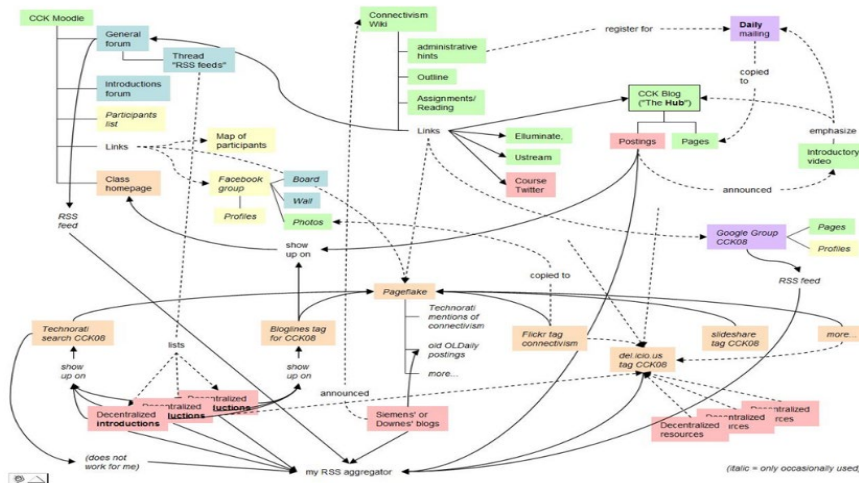 CCK Moodle
General
forum
Thread
"RSS feeds"
Introductions
forum
Participants
list
Links
Map of
participants
Class
homepage
Facebook
group
Board
Wall
Photos
Profiles
RSS
feed
Connectivism
Wiki
administrative
hints
Outline
Assignments/
Reading
Links
Elluminate,
Ustream
Course
Twitter
register for
Daily
mailing
copied
to
CCK Blog
("The Hub")
Postings
Pages
emphasize
Introductory
video
announced
Google Group
CCK08
Pages
Profiles
RSS feed
show
up on
Pageflake
copied to
Technorati
mentions of
connectivism
old OLDaily
postings
more...
Technorati
search CCK08
Bloglines tag
for CCK08
Flickr tag
connectivism
slideshare
tag CCK08
more...
del.icio.us
tag CCK08
lists
show
up on
show
up on
announced
Decentralized
introductions
Siemens' or
Downes' blogs
Decentralized
resources
(does not
work for me)
my RSS aggregator
(italic = only occasionally used)